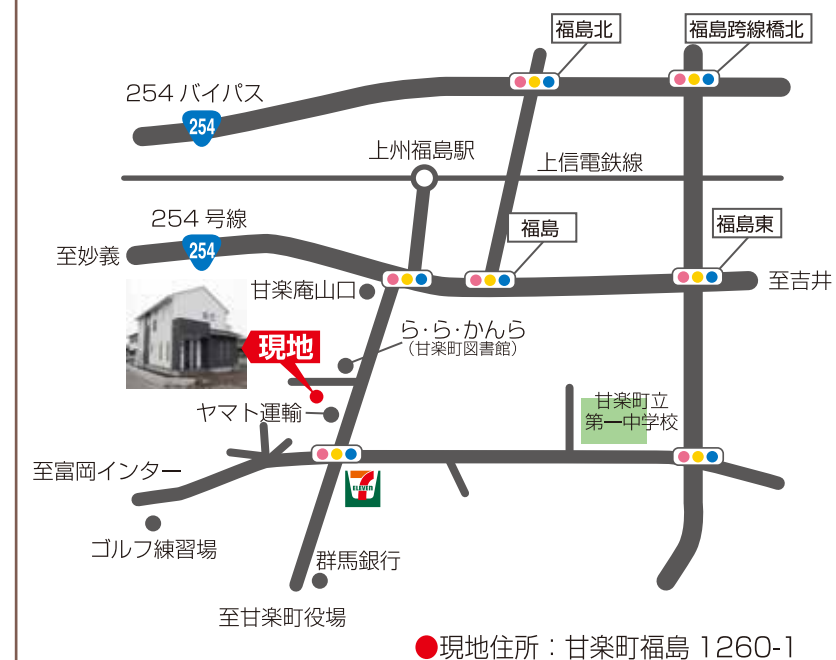 福島北
福島跨線橋北
254 バイパス
254
上州福島駅
上信電鉄線
254 号線
福島
福島東
254
至妙義
至吉井
甘楽庵山口
ら・ら・かんら
（甘楽町図書館）
現地
ヤマト運輸
甘楽町立
第一中学校
至富岡インター
7
ELEVEN
ゴルフ練習場
群馬銀行
至甘楽町役場
●現地住所：甘楽町福島 1260-1